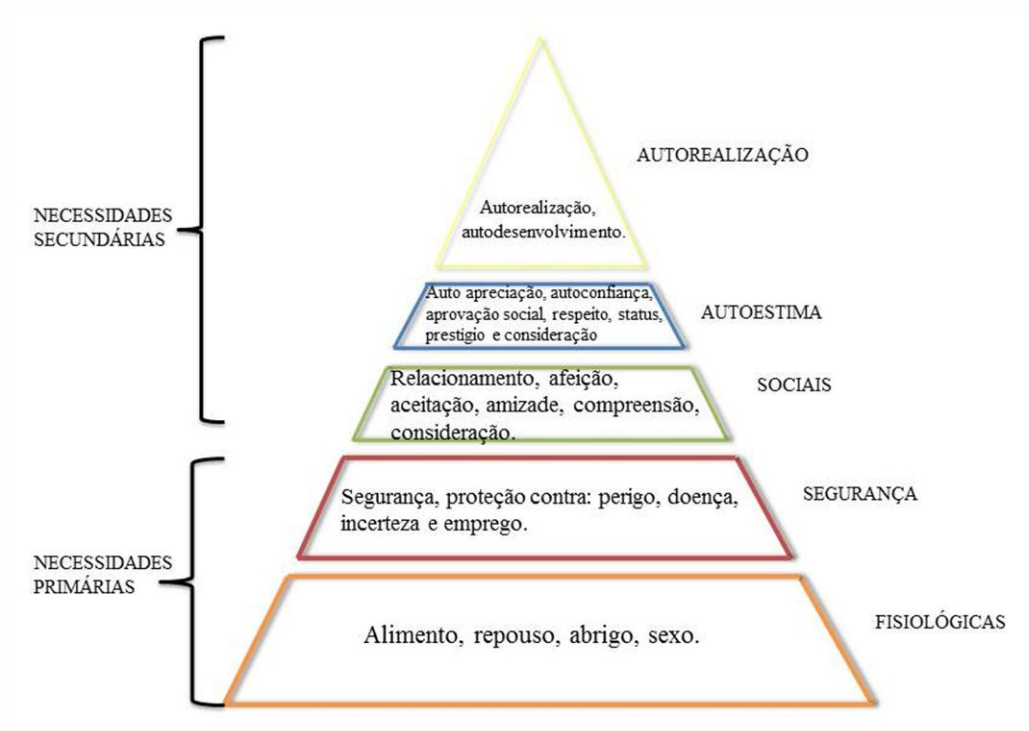 AUTOREALIZAÇÃO
Autorealização,
autodesenvolvimento.
NECESSIDADES
SECUNDÁRIAS
Auto apreciação, autoconfiança,
aprovação social, respeito, status,
prestigio e consideração
AUTOESTIMA
Relacionamento, afeição,
aceitação, amizade, compreensão,
consideração.
SOCIAIS
Segurança, proteção contra: perigo, doença,
incerteza e emprego.
SEGURANÇA
NECESSIDADES
PRIMÁRIAS
Alimento, repouso, abrigo, sexo.
FISIOLÓGICAS